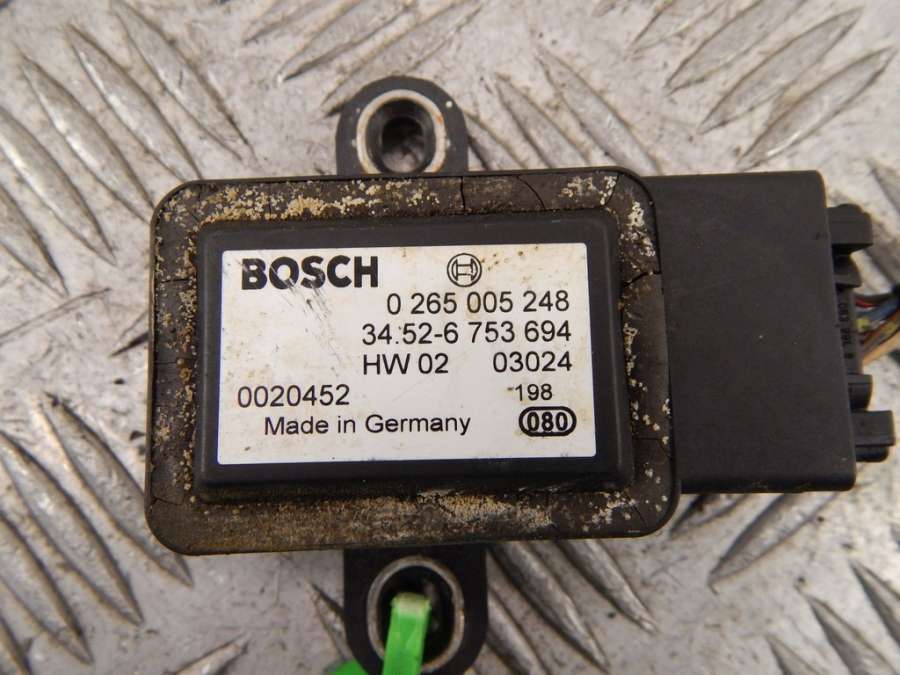 BOSCH
0 265 005 248
34.52-6 753 694
HW 02 03024
0020452 198
Made in Germany 080